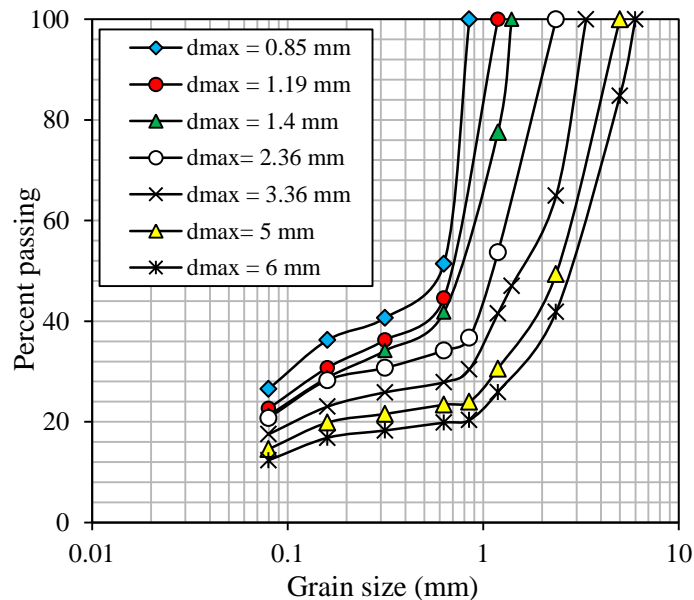 100
80
60
40
20
0
Percent passing
dmax = 0.85 mm
dmax = 1.19 mm
dmax = 1.4 mm
dmax= 2.36 mm
dmax = 3.36 mm
dmax= 5 mm
dmax = 6 mm
0.01 0.1 1 10
Grain size (mm)